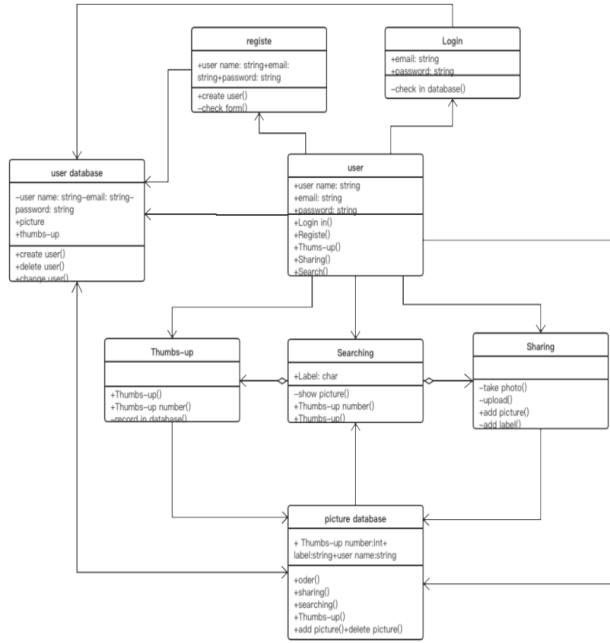 registe
+user name: string+email:
string+password: string
+create user()
-check form()
Login
+email: string
+password: string
-check in database()
user database
-user name: string-email: string-
password: string
+picture
+thumbs-up
+create user()
+delete user()
+change user()
user
+user name: string
+email: string
+password: string
+Login in()
+Registe()
+Thums-up()
+Sharing()
+Search()
Thumbs-up
+Thumbs-up()
+Thumbs-up number()
-record in database()
Searching
+Label: char
-show picture()
+Thumbs-up number()
+Thumbs-up()
Sharing
-take photo()
-upload()
+add picture()
-add label()
picture database
+ Thumbs-up number:int+
label:string+user name:string
+oder()
+sharing()
+searching()
+Thumbs-up()
+add picture()+delete picture()